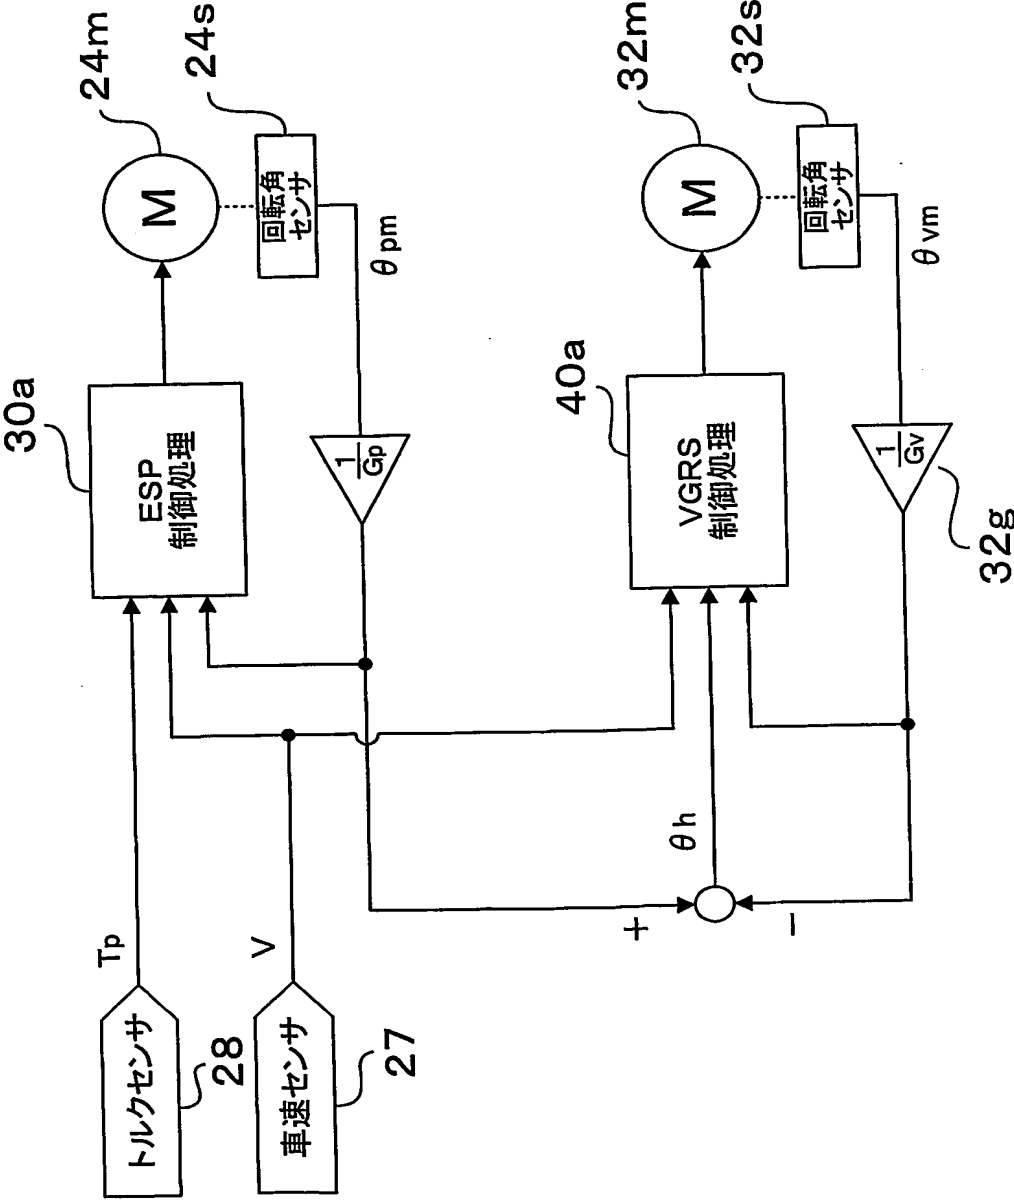 トルクセンサ
28
Tp
車速センサ
27
V
30a
ESP
制御処理
24m
M
24s
回転角
センサ
θpm
1
Gp
+
−
θh
40a
VGRS
制御処理
32m
M
32s
回転角
センサ
θvm
1
Gv
32g